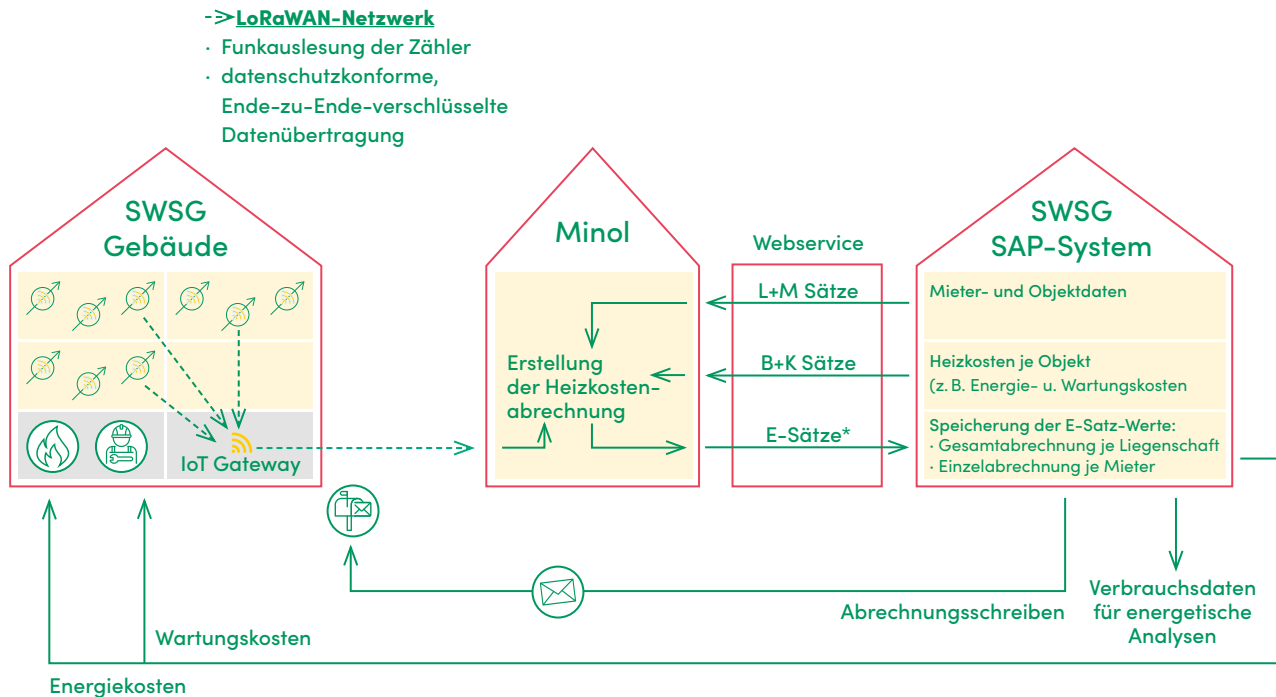 LoRaWAN-Netzwerk
· Funkauslesung der Zähler
· datenschutzkonforme,
Ende-zu-Ende-verschlüsselte
Datenübertragung
SWSG
Gebäude
IoT Gateway
Minol
Erstellung
der Heizkosten-
abrechnung
Webservice
L+M Sätze
B+K Sätze
E-Sätze*
SWSG
SAP-System
Mieter- und Objektdaten
Heizkosten je Objekt
(z. B. Energie- u. Wartungskosten
Speicherung der E-Satz-Werte:
· Gesamtabrechnung je Liegenschaft
· Einzelabrechnung je Mieter
Abrechnungsschreiben
Verbrauchsdaten
für energetische
Analysen
Wartungskosten
Energiekosten